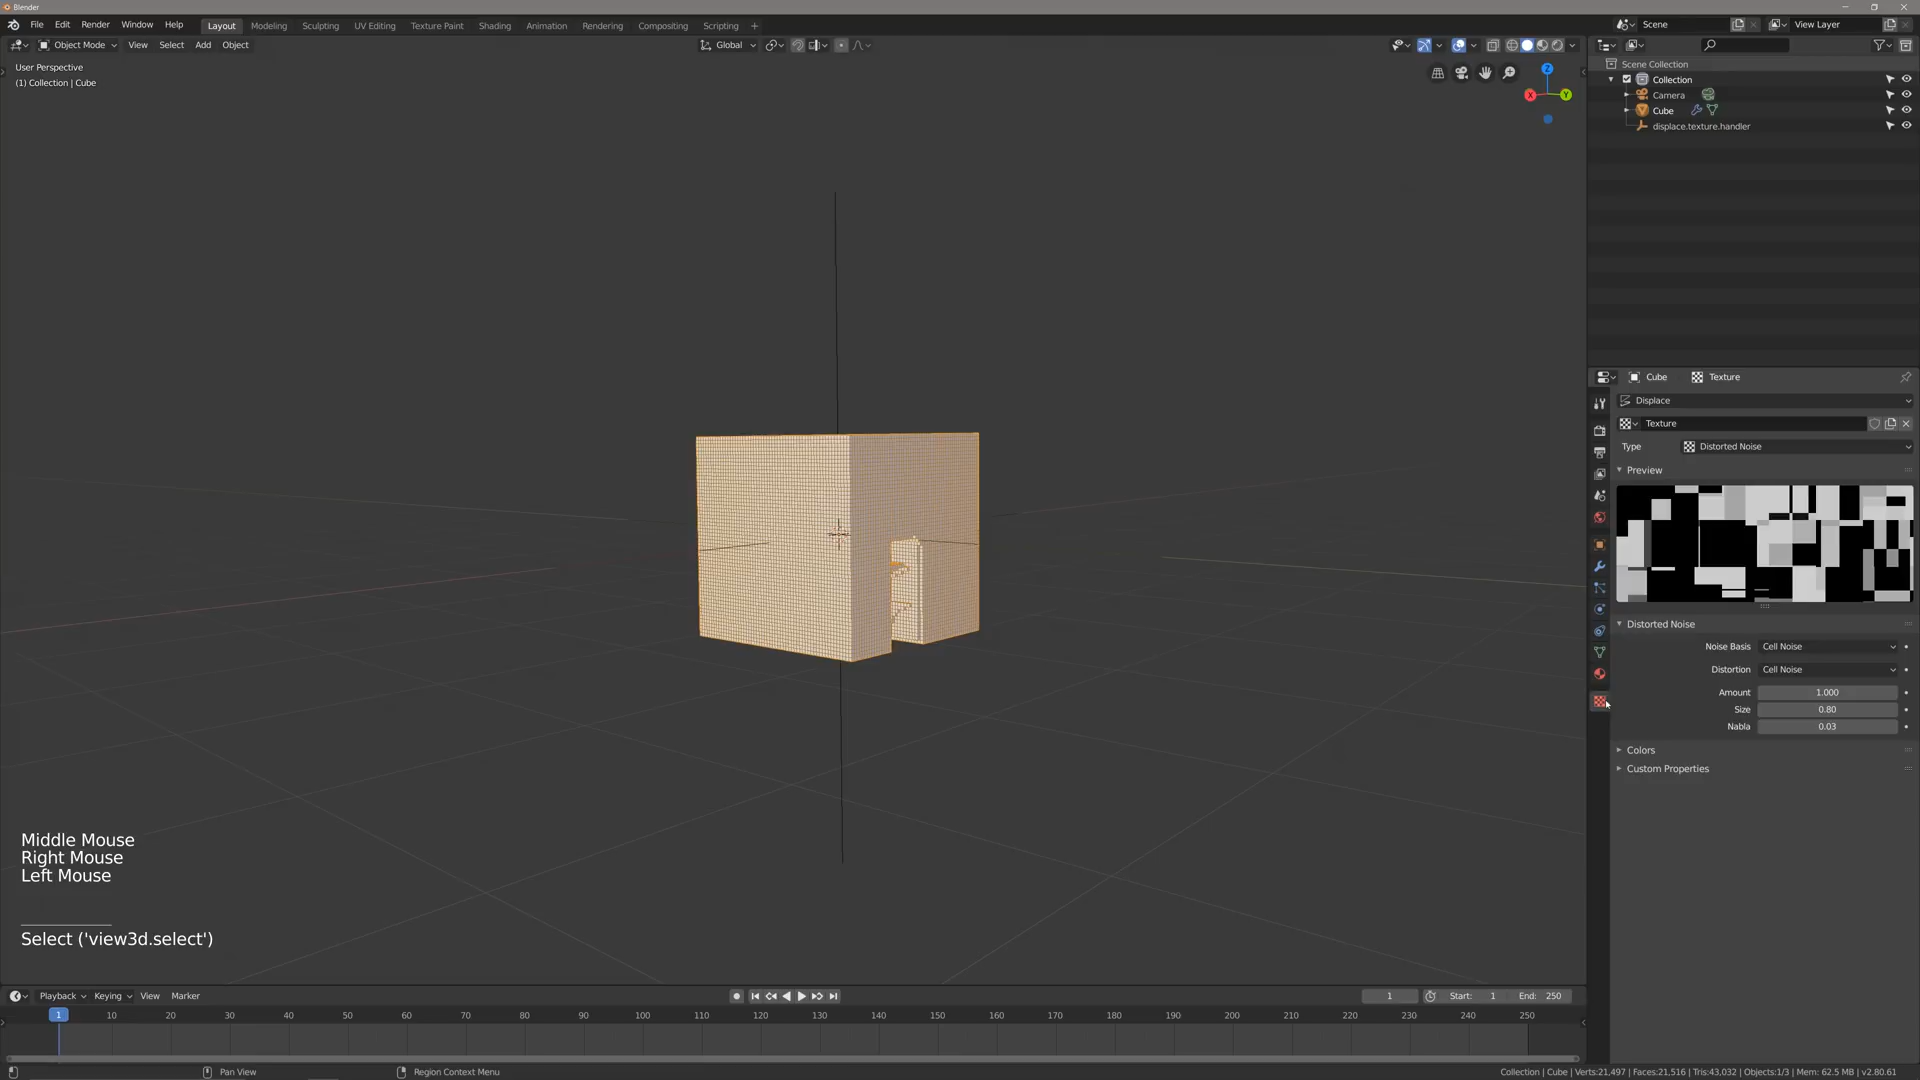 Blender
File Edit Render Window Help Layout Modeling Sculpting UV Editing Texture Paint Shading Animation Rendering Compositing Scripting + Scene View Layer
Object Mode View Select Add Object Global
User Perspective
(1) Collection | Cube
Z
X Y
Scene Collection
Collection
Camera
Cube
displace.texture.handler
Cube Texture
Displace
Texture
Type Distorted Noise
Preview
Distorted Noise
Noise Basis Cell Noise
Distortion Cell Noise
Amount 1.000
Size 0.80
Nabla 0.03
Colors
Custom Properties
Middle Mouse
Right Mouse
Left Mouse
Select ('view3d.select')
Playback Keying View Marker 1 Start: 1 End: 250
1 10 20 30 40 50 60 70 80 90 100 110 120 130 140 150 160 170 180 190 200 210 220 230 240 250
Pan View Region Context Menu Collection | Cube | Verts:21,497 | Faces:21,516 | Tris:43,032 | Objects:1/3 | Mem: 62.5 MB | v2.80.61